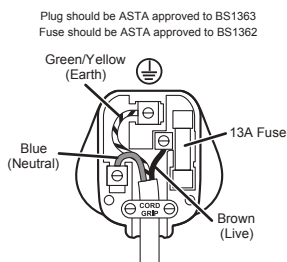 Plug should be ASTA approved to BS1363
Fuse should be ASTA approved to BS1362
Green/Yellow
(Earth)
13A Fuse
Blue
(Neutral)
CORD
GRIP
Brown
(Live)